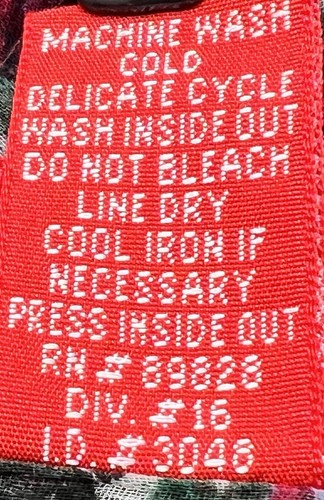 MACHINE WASH
COLD
DELICATE CYCLE
WASH INSIDE OUT
DO NOT BLEACH
LINE DRY
COOL IRON IF
NECESSARY
PRESS INSIDE OUT
RN # 89828
DIV. # 16
I.D. # 3046